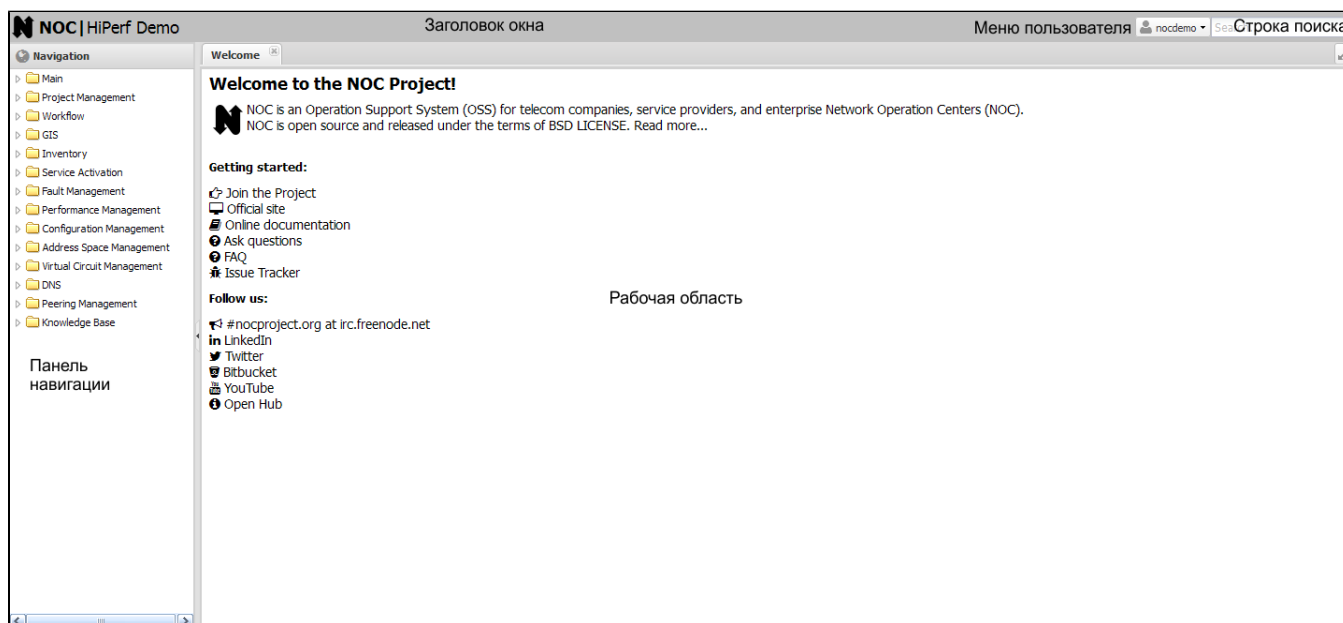 NOC|HiPerf Demo Заголовок окна Меню пользователя nocdemo Sea Строка поиска
Navigation
Welcome
Main
Project Management
Workflow
GIS
Inventory
Service Activation
Fault Management
Performance Management
Configuration Management
Address Space Management
Virtual Circuit Management
DNS
Peering Management
Knowledge Base
Панель
навигации
Welcome to the NOC Project!
NOC is an Operation Support System (OSS) for telecom companies, service providers, and enterprise Network Operation Centers (NOC).
NOC is open source and released under the terms of BSD LICENSE. Read more...
Getting started:
Join the Project
Official site
Online documentation
Ask questions
FAQ
Issue Tracker
Follow us:
Рабочая область
#nocproject.org at irc.freenode.net
LinkedIn
Twitter
Bitbucket
YouTube
Open Hub